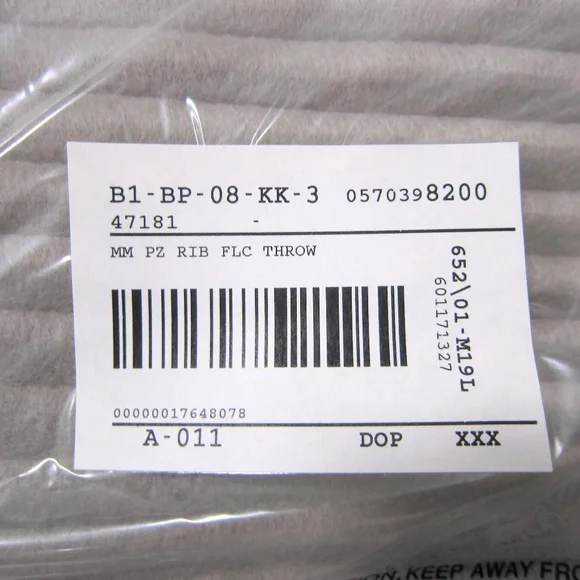 B1-BP-08-KK-3 0570398200
47181 -
MM PZ RIB FLC THROW
652\01-M19L
601171327
00000017648078
A-011 DOP XXX
KEEP AWAY